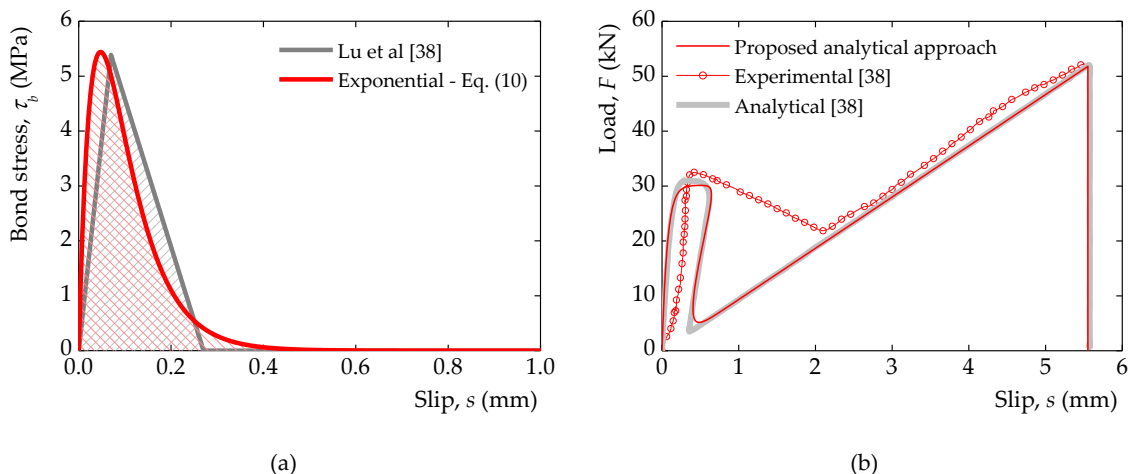 6
5
4
3
2
1
0
0.0 0.2 0.4 0.6 0.8 1.0
Bond stress, τb (MPa)
Slip, s (mm)
Lu et al [38]
Exponential - Eq. (10)
(a)
60
50
40
30
20
10
0
0 1 2 3 4 5 6
Load, F (kN)
Slip, s (mm)
Proposed analytical approach
Experimental [38]
Analytical [38]
(b)